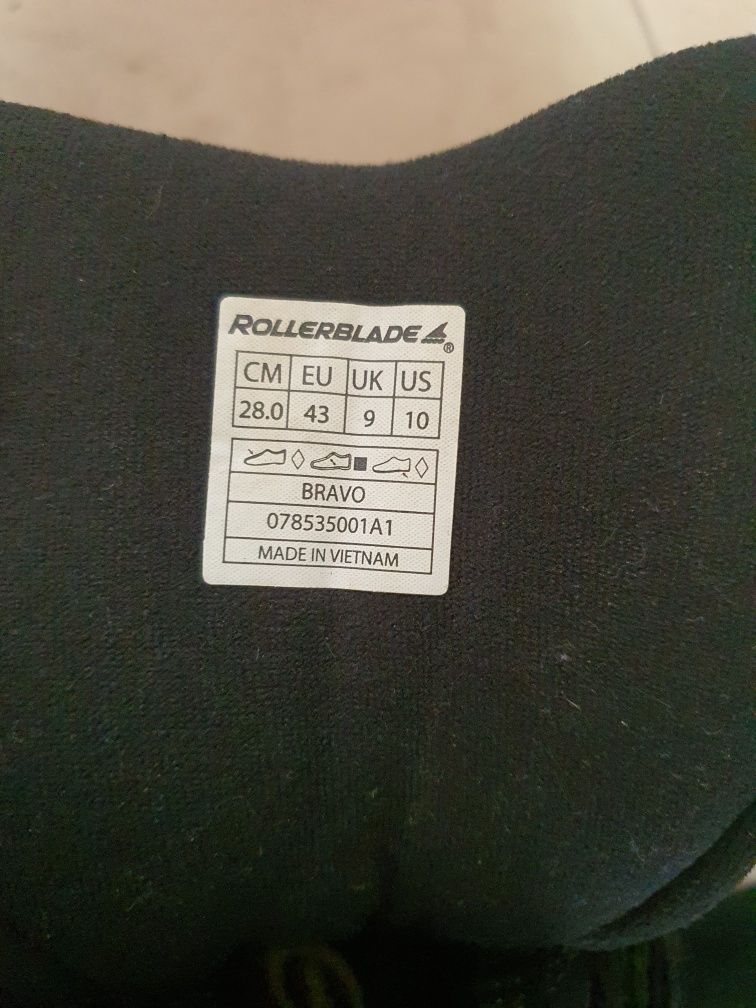 ROLLERBLADE®
CM EU UK US
28.0 43 9 10
BRAVO
078535001A1
MADE IN VIETNAM